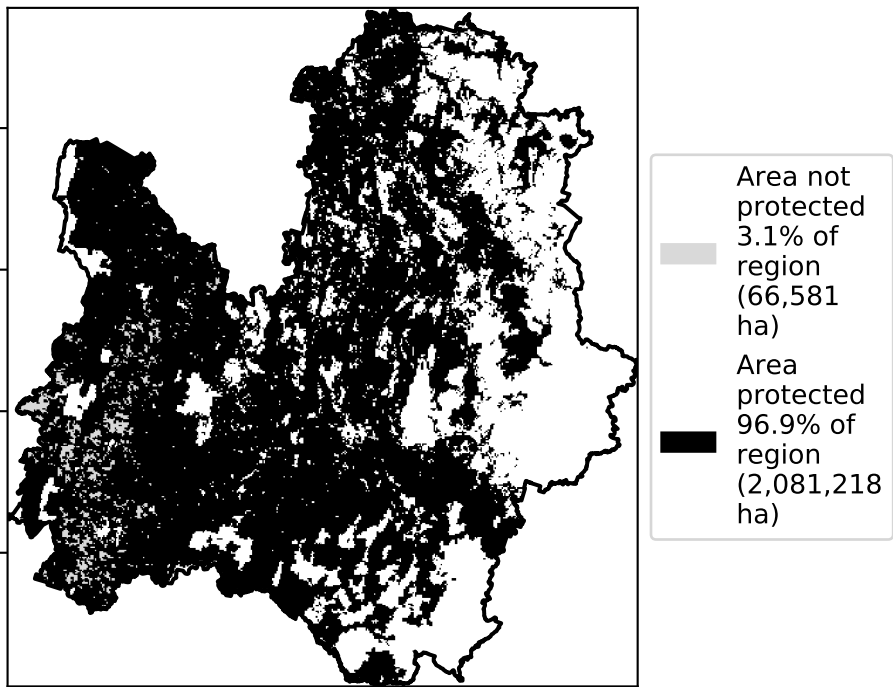 Area not
protected
3.1% of
region
(66,581
ha)
Area
protected
96.9% of
region
(2,081,218
ha)